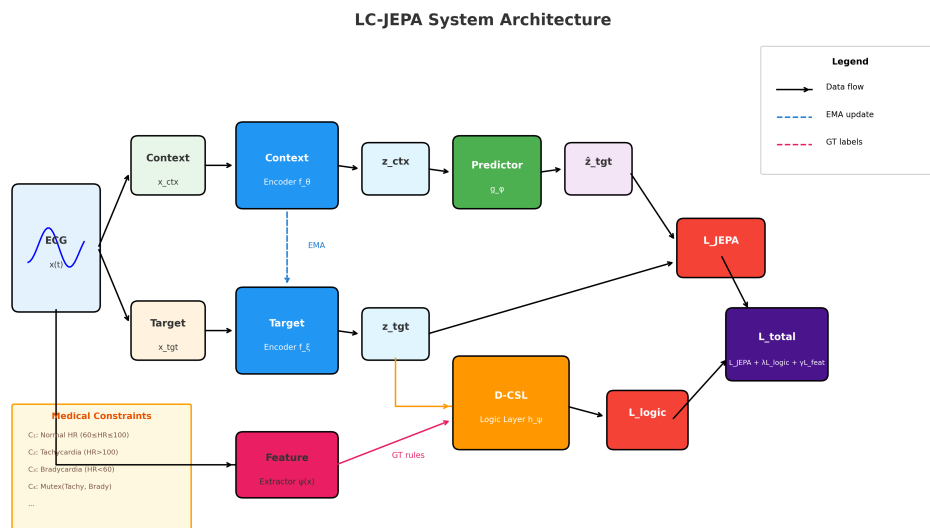 LC-JEPA System Architecture
Legend
Data flow
EMA update
GT labels
Context
x_ctx
Context
Encoder f_θ
z_ctx
Predictor
g_φ
ẑ_tgt
ECG
x(t)
EMA
L_JEPA
Target
x_tgt
Target
Encoder f_ξ
z_tgt
L_total
L_JEPA + λL_logic + γL_feat
D-CSL
Logic Layer h_ψ
L_logic
Medical Constraints
C₁: Normal HR (60≤HR≤100)
C₂: Tachycardia (HR>100)
C₃: Bradycardia (HR<60)
C₄: Mutex(Tachy, Brady)
...
Feature
Extractor ψ(x)
GT rules